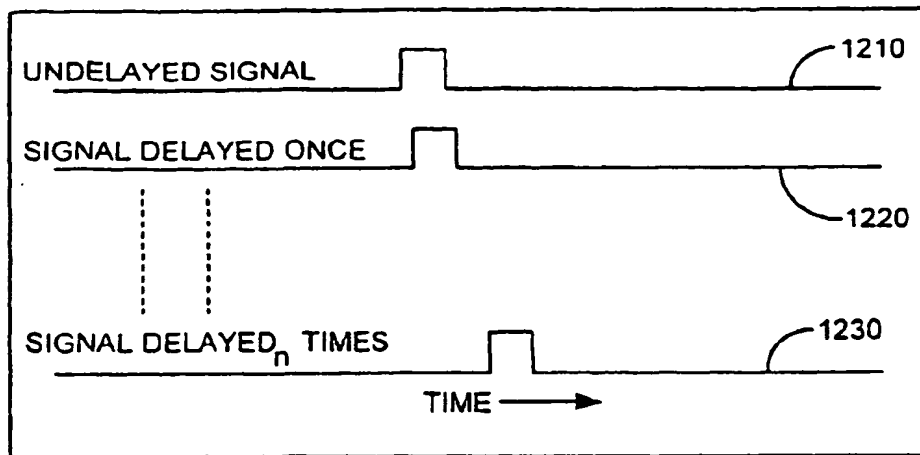 1210
UNDELAYED SIGNAL
SIGNAL DELAYED ONCE
1220
SIGNAL DELAYEDn TIMES
1230
TIME